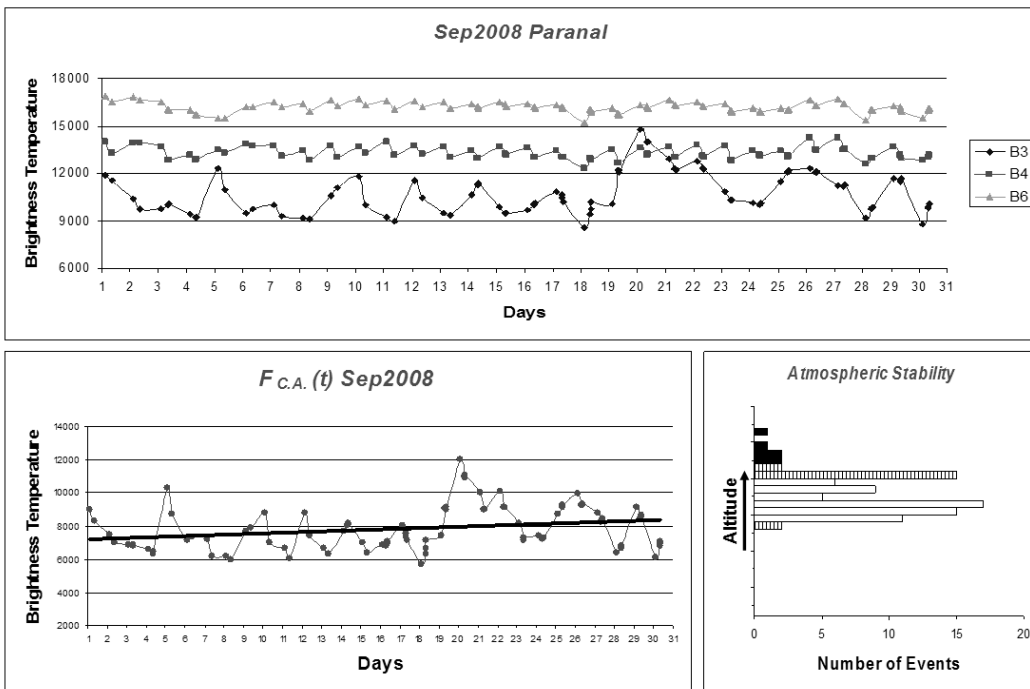 Sep2008 Paranal
Brightness Temperature
18000
15000
12000
9000
6000
1 2 3 4 5 6 7 8 9 10 11 12 13 14 15 16 17 18 19 20 21 22 23 24 25 26 27 28 29 30 31
Days
B3
B4
B6
F C.A. (t) Sep2008
Brightness Temperature
14000
12000
10000
8000
6000
4000
2000
1 2 3 4 5 6 7 8 9 10 11 12 13 14 15 16 17 18 19 20 21 22 23 24 25 26 27 28 29 30 31
Days
Atmospheric Stability
Altitude
0 5 10 15 20
Number of Events